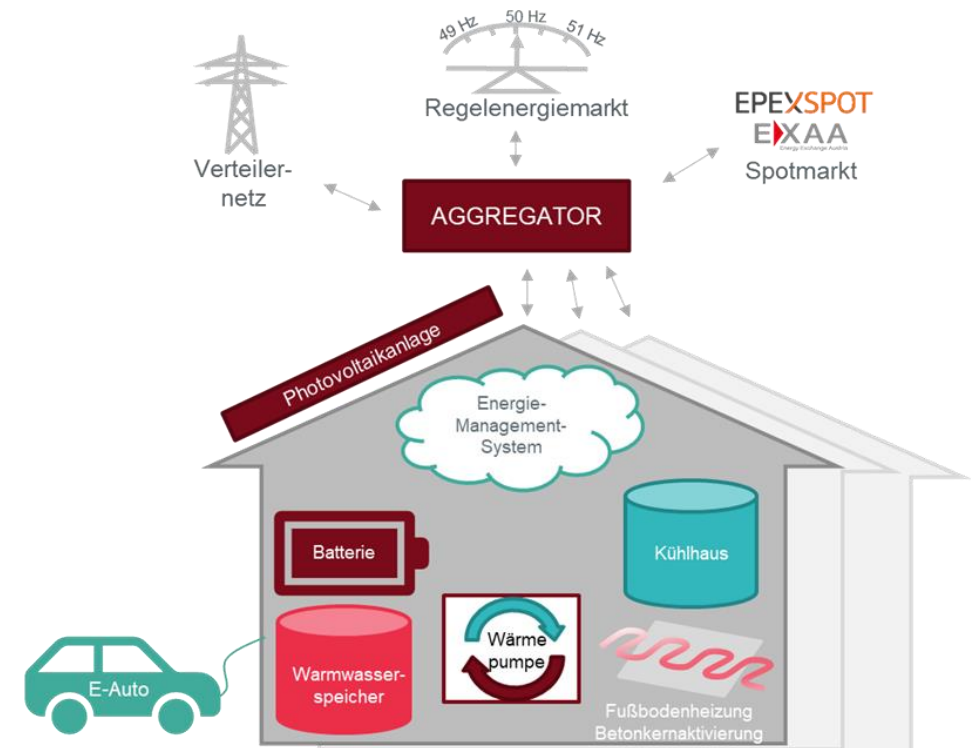 49 Hz
50 Hz
51 Hz
Regelenergiemarkt
EPEXSPOT
EXAA
Energy Exchange Austria
Spotmarkt
Verteiler-
netz
AGGREGATOR
Photovoltaikanlage
Energie-
Management-
System
Batterie
Kühlhaus
Wärme
pumpe
Warmwasser-
speicher
E-Auto
Fußbodenheizung
Betonkernaktivierung